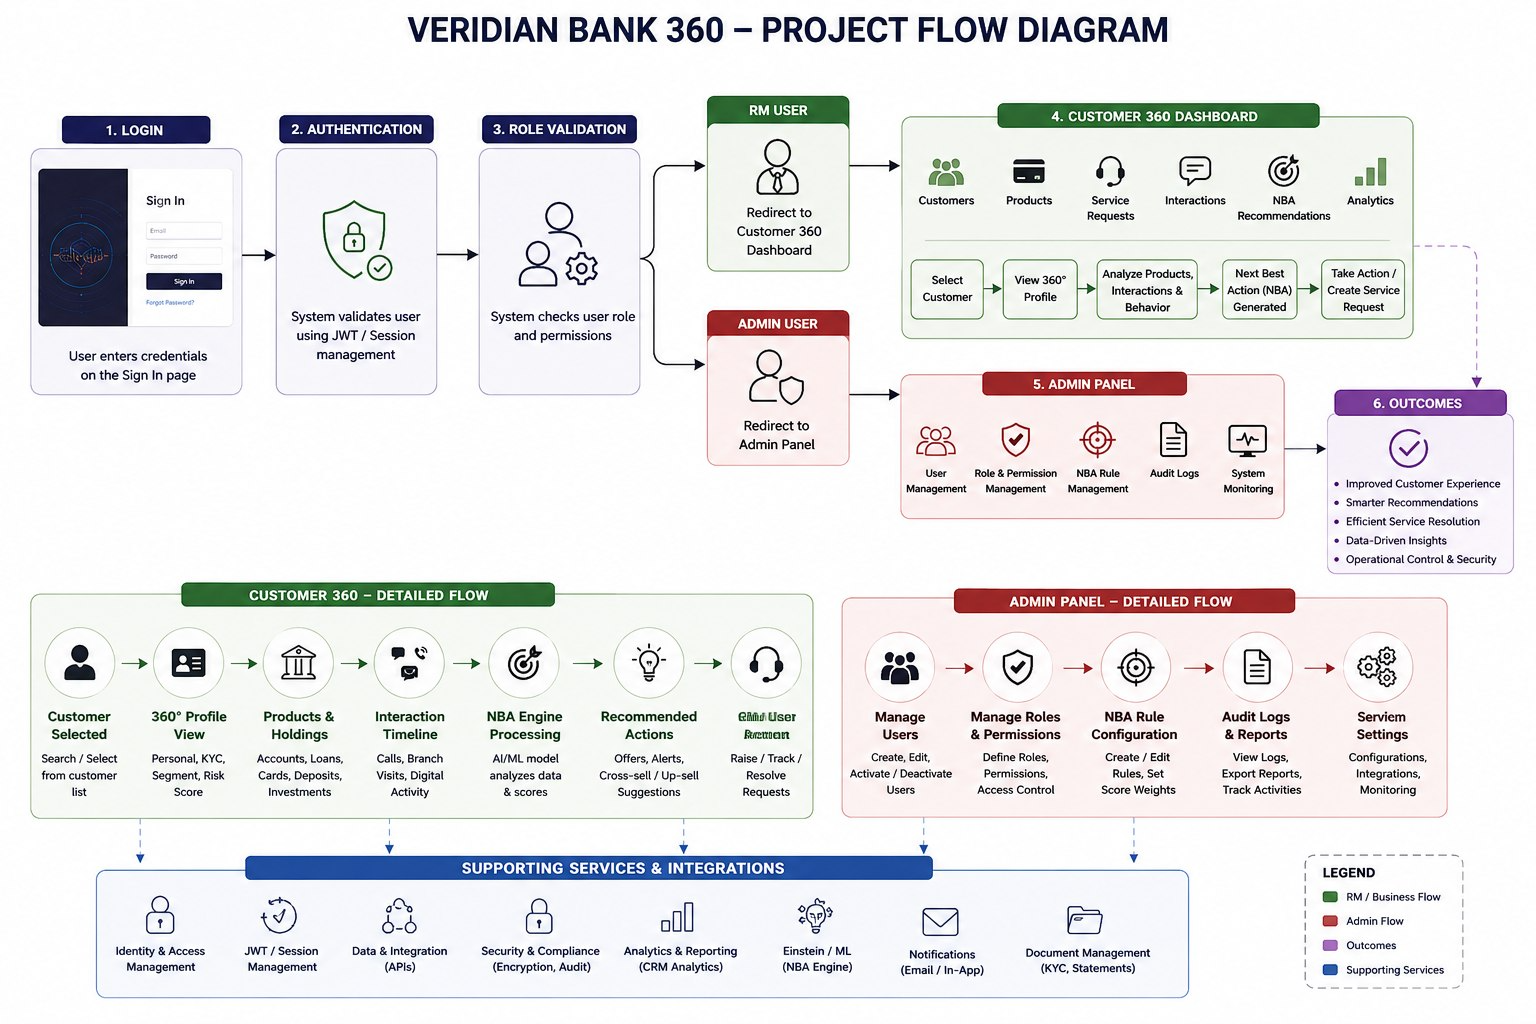 VERIDIAN BANK 360 – PROJECT FLOW DIAGRAM
1. LOGIN
Sign In
Email
Password
Sign In
Forgot Password?
User enters credentials
on the Sign In page
2. AUTHENTICATION
System validates user
using JWT / Session
management
3. ROLE VALIDATION
System checks user role
and permissions
RM USER
Redirect to
Customer 360
Dashboard
ADMIN USER
Redirect to
Admin Panel
4. CUSTOMER 360 DASHBOARD
Customers
Products
Service
Requests
Interactions
NBA
Recommendations
Analytics
Select
Customer
View 360°
Profile
Analyze Products,
Interactions &
Behavior
Next Best
Action (NBA)
Generated
Take Action /
Create Service
Request
5. ADMIN PANEL
User
Management
Role & Permission
Management
NBA Rule
Management
Audit Logs
System
Monitoring
6. OUTCOMES
• Improved Customer Experience
• Smarter Recommendations
• Efficient Service Resolution
• Data-Driven Insights
• Operational Control & Security
CUSTOMER 360 – DETAILED FLOW
Customer
Selected
Search / Select
from customer
list
360° Profile
View
Personal, KYC,
Segment, Risk
Score
Products &
Holdings
Accounts, Loans,
Cards, Deposits,
Investments
Interaction
Timeline
Calls, Branch
Visits, Digital
Activity
NBA Engine
Processing
AI/ML model
analyzes data
& scores
Recommended
Actions
Offers, Alerts,
Cross-sell / Up-sell
Suggestions
User
Raise / Track /
Resolve
Requests
ADMIN PANEL – DETAILED FLOW
Manage
Users
Create, Edit,
Activate / Deactivate
Users
Manage Roles
& Permissions
Define Roles,
Permissions,
Access Control
NBA Rule
Configuration
Create / Edit
Rules, Set
Score Weights
Audit Logs
& Reports
View Logs,
Export Reports,
Track Activities
Serviem
Settings
Configurations,
Integrations,
Monitoring
SUPPORTING SERVICES & INTEGRATIONS
Identity & Access
Management
JWT / Session
Management
Data & Integration
(APIs)
Security & Compliance
(Encryption, Audit)
Analytics & Reporting
(CRM Analytics)
Einstein / ML
(NBA Engine)
Notifications
(Email / In-App)
Document Management
(KYC, Statements)
LEGEND
RM / Business Flow
Admin Flow
Outcomes
Supporting Services